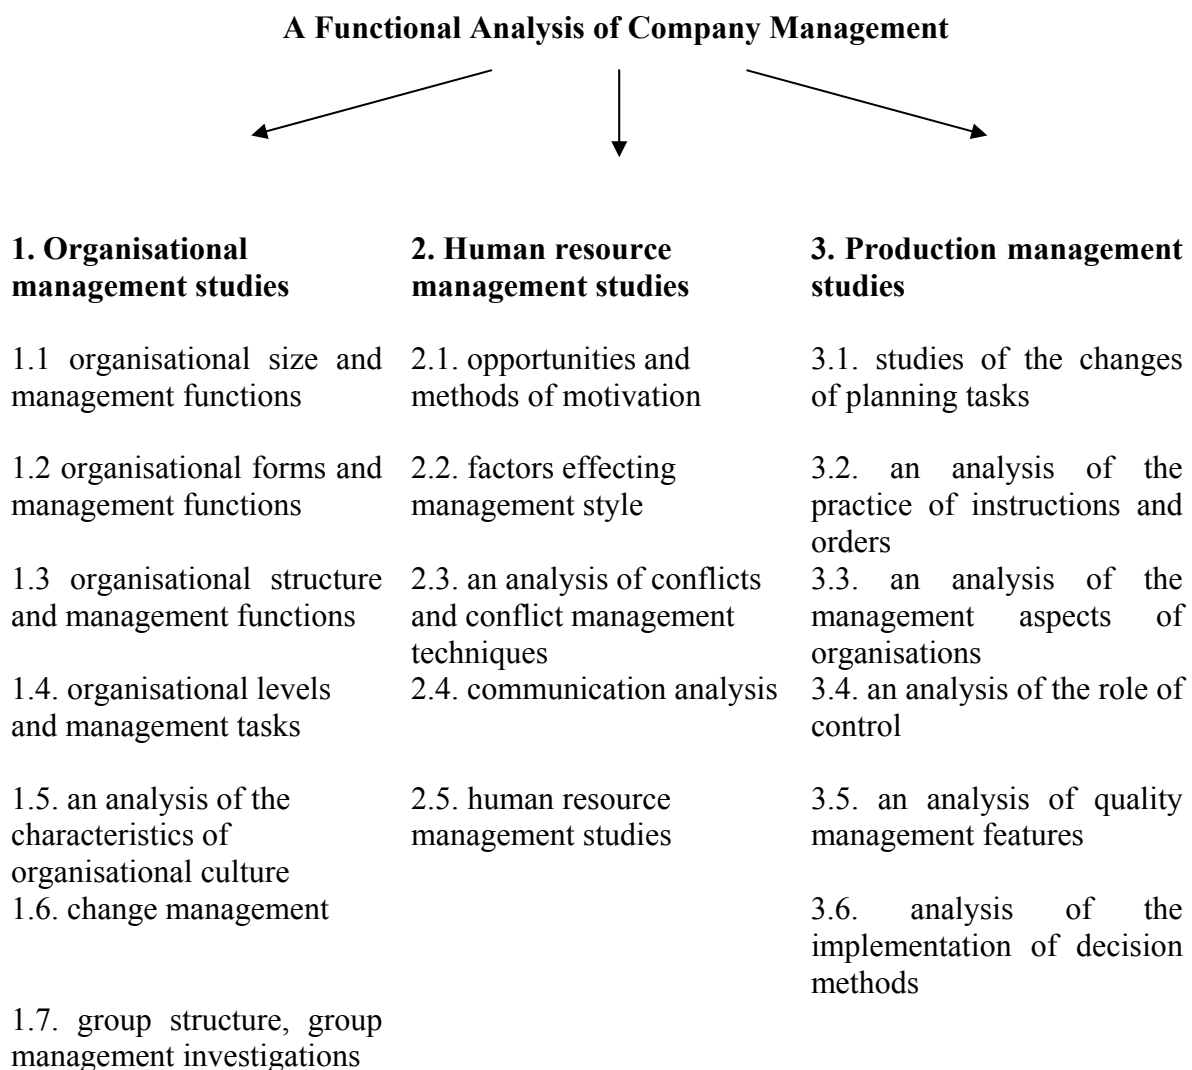 A Functional Analysis of Company Management
1. Organisational
management studies
1.1 organisational size and
management functions
1.2 organisational forms and
management functions
1.3 organisational structure
and management functions
1.4. organisational levels
and management tasks
1.5. an analysis of the
characteristics of
organisational culture
1.6. change management
1.7. group structure, group
management investigations
2. Human resource
management studies
2.1. opportunities and
methods of motivation
2.2. factors effecting
management style
2.3. an analysis of conflicts
and conflict management
techniques
2.4. communication analysis
2.5. human resource
management studies
3. Production management
studies
3.1. studies of the changes
of planning tasks
3.2. an analysis of the
practice of instructions and
orders
3.3. an analysis of the
management aspects of
organisations
3.4. an analysis of the role of
control
3.5. an analysis of quality
management features
3.6. analysis of the
implementation of decision
methods